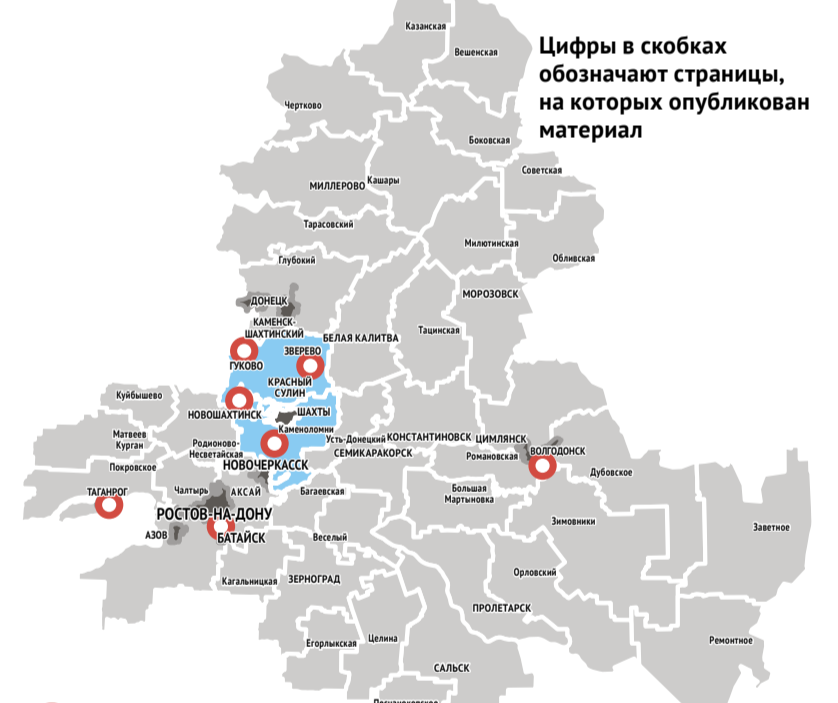 Казанская
Вешенская
Цифры в скобках
обозначают страницы,
на которых опубликован
материал
Чертково
Боковская
Советская
МИЛЛЕРОВО
Кашары
Тарасовский
Милютинская
Обливская
Глубокий
МОРОЗОВСК
ДОНЕЦК
КАМЕНСК-
ШАХТИНСКИЙ
БЕЛАЯ КАЛИТВА
Тацинская
ЗВЕРЕВО
ГУКОВО
КРАСНЫЙ
СУЛИН
Куйбышево
НОВОШАХТИНСК
ШАХТЫ
Каменоломни
Матвеев
Курган
Родионово-
Несветайская
Усть-Донецкий
КОНСТАНТИНОВСК
ЦИМЛЯНСК
СЕМИКАРАКОРСК
Романовская
ВОЛГОДОНСК
Покровское
НОВОЧЕРКАССК
Дубовское
ТАГАНРОГ
Чалтырь
АКСАЙ
Багаевская
Большая
Мартыновка
РОСТОВ-НА-ДОНУ
Зимовники
Заветное
АЗОВ
БАТАЙСК
Веселый
Кагальницкая
ЗЕРНОГРАД
Орловский
ПРОЛЕТАРСК
Егорлыкская
Целина
Ремонтное
САЛЬСК